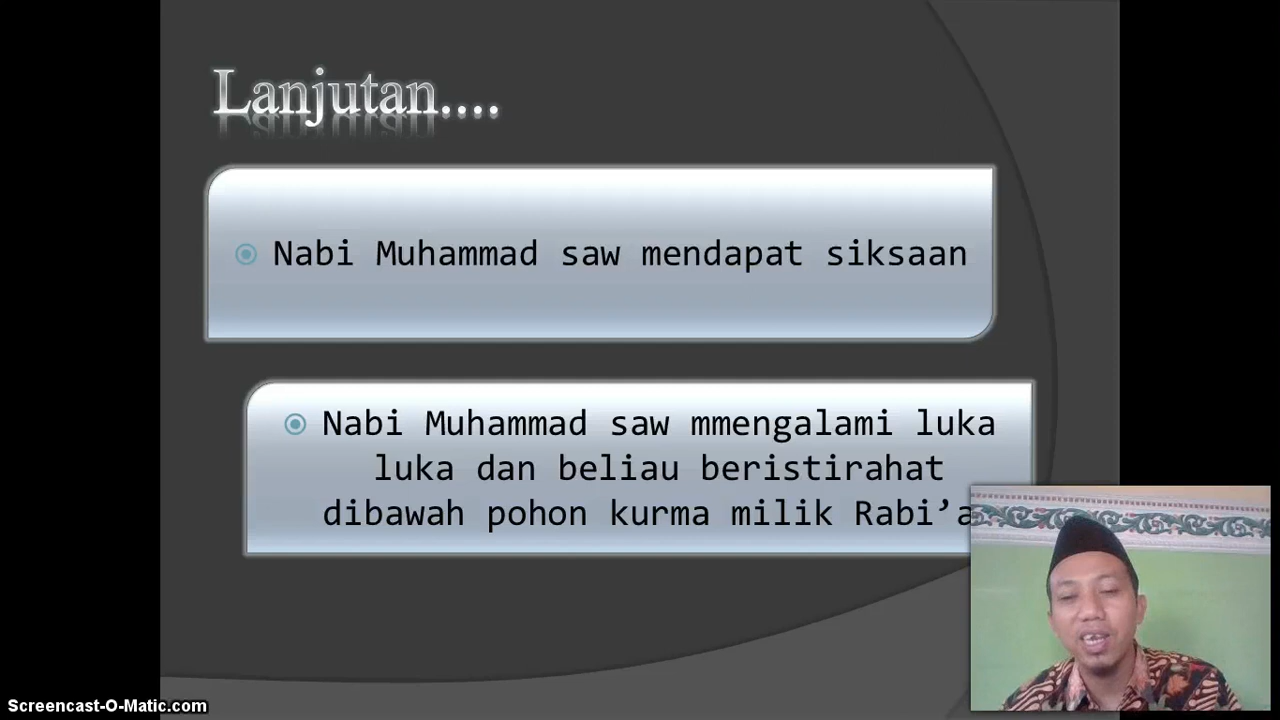 Lanjutan....
Nabi Muhammad saw mendapat siksaan
Nabi Muhammad saw mmengalami luka
luka dan beliau beristirahat
dibawah pohon kurma milik
Screencast-O-Matic.com